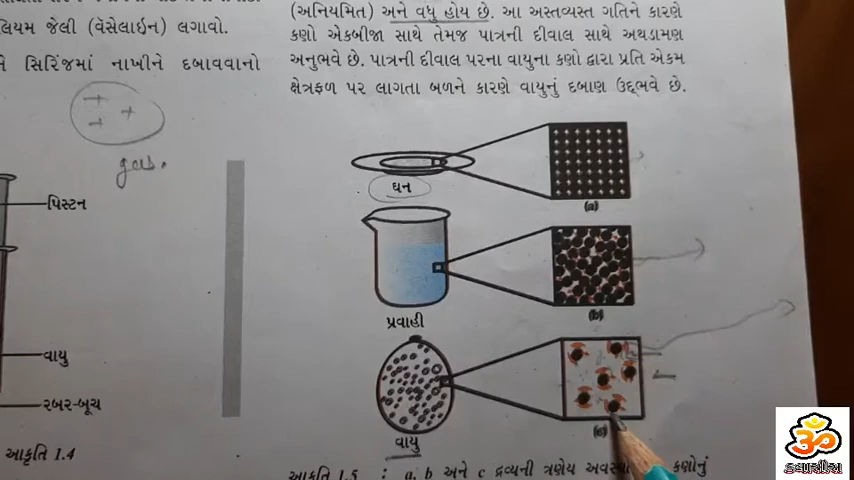 લિયમ જેલી (વૅસેલાઇન) લગાવો.
સિરિંજમાં નાખીને દબાવવાનો
gas.
પિસ્ટન
વાયુ
રબર-બૂચ
આકૃતિ 1.4
(અનિયમિત) અને વધુ હોય છે. આ અસ્તવ્યસ્ત ગતિને કારણે
કણો એકબીજા સાથે તેમજ પાત્રની દીવાલ સાથે અથડામણ
અનુભવે છે. પાત્રની દીવાલ પરના વાયુના કણો દ્વારા પ્રતિ એકમ
ક્ષેત્રફળ પર લાગતા બળને કારણે વાયુનું દબાણ ઉદ્દભવે છે.
ઘન
(a)
પ્રવાહી
(b)
વાયુ
(c)
આકૃતિ 1.5 : a, b અને c દ્રવ્યની ત્રણેય અવસ્થા કણોનું
ૐ
ક્વાસીસ